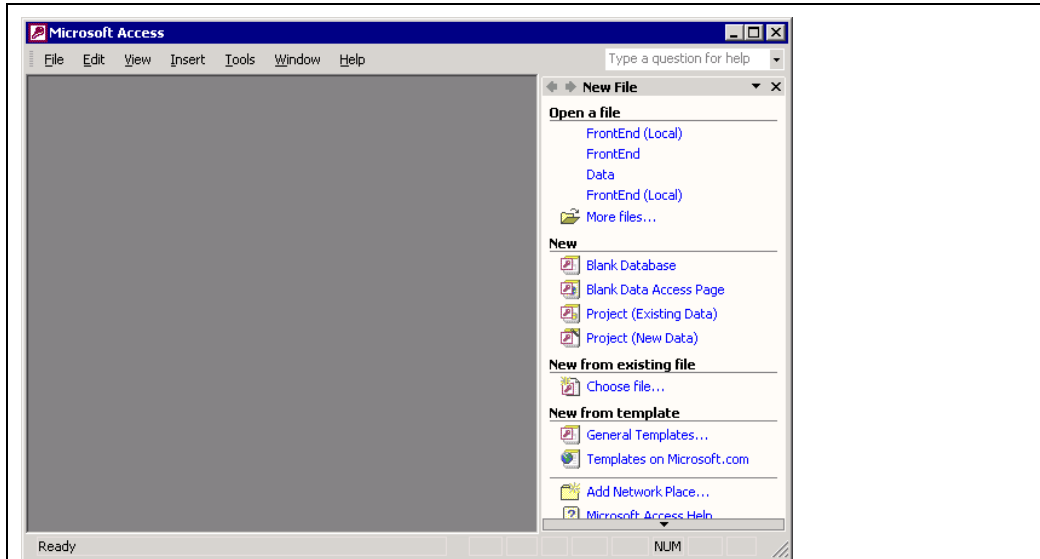 Microsoft Access
File Edit View Insert Tools Window Help Type a question for help
New File
Open a file
FrontEnd (Local)
FrontEnd
Data
FrontEnd (Local)
More files...
New
Blank Database
Blank Data Access Page
Project (Existing Data)
Project (New Data)
New from existing file
Choose file...
New from template
General Templates...
Templates on Microsoft.com
Add Network Place...
Microsoft Access Help
Ready NUM